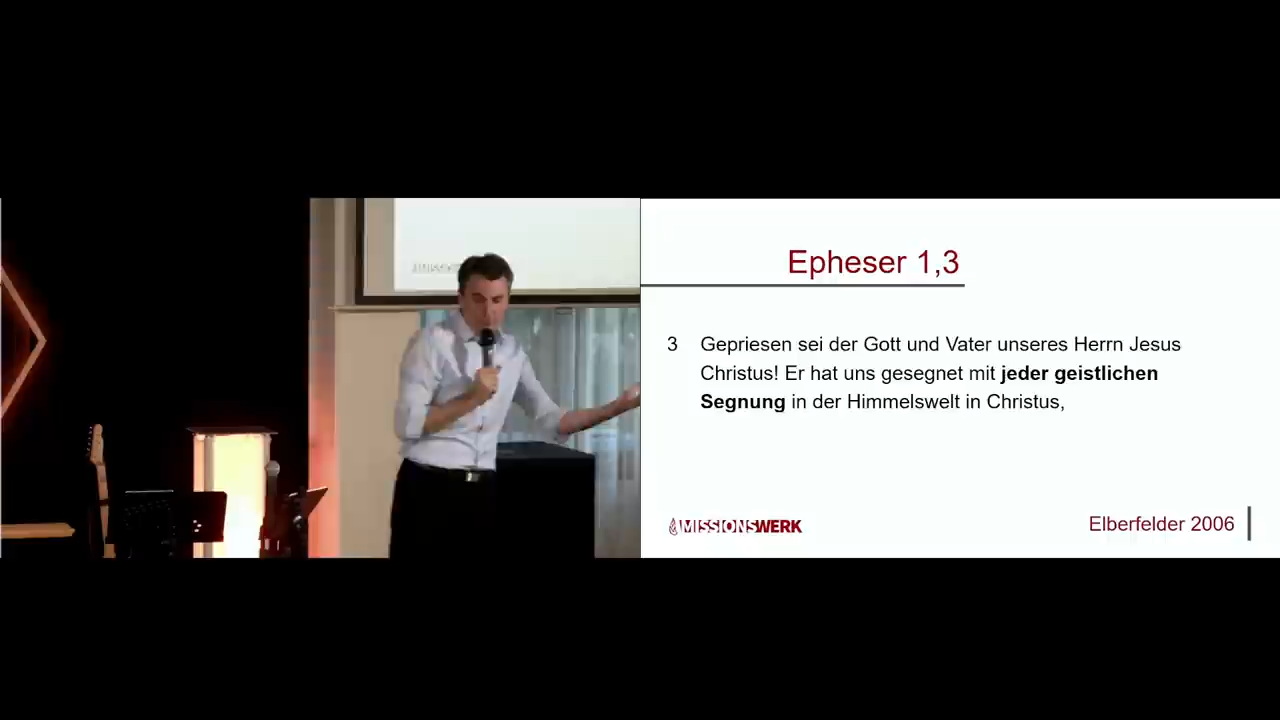 Epheser 1,3
3 Gepriesen sei der Gott und Vater unseres Herrn Jesus
Christus! Er hat uns gesegnet mit jeder geistlichen
Segnung in der Himmelswelt in Christus,
MISSIONSWERK
Elberfelder 2006